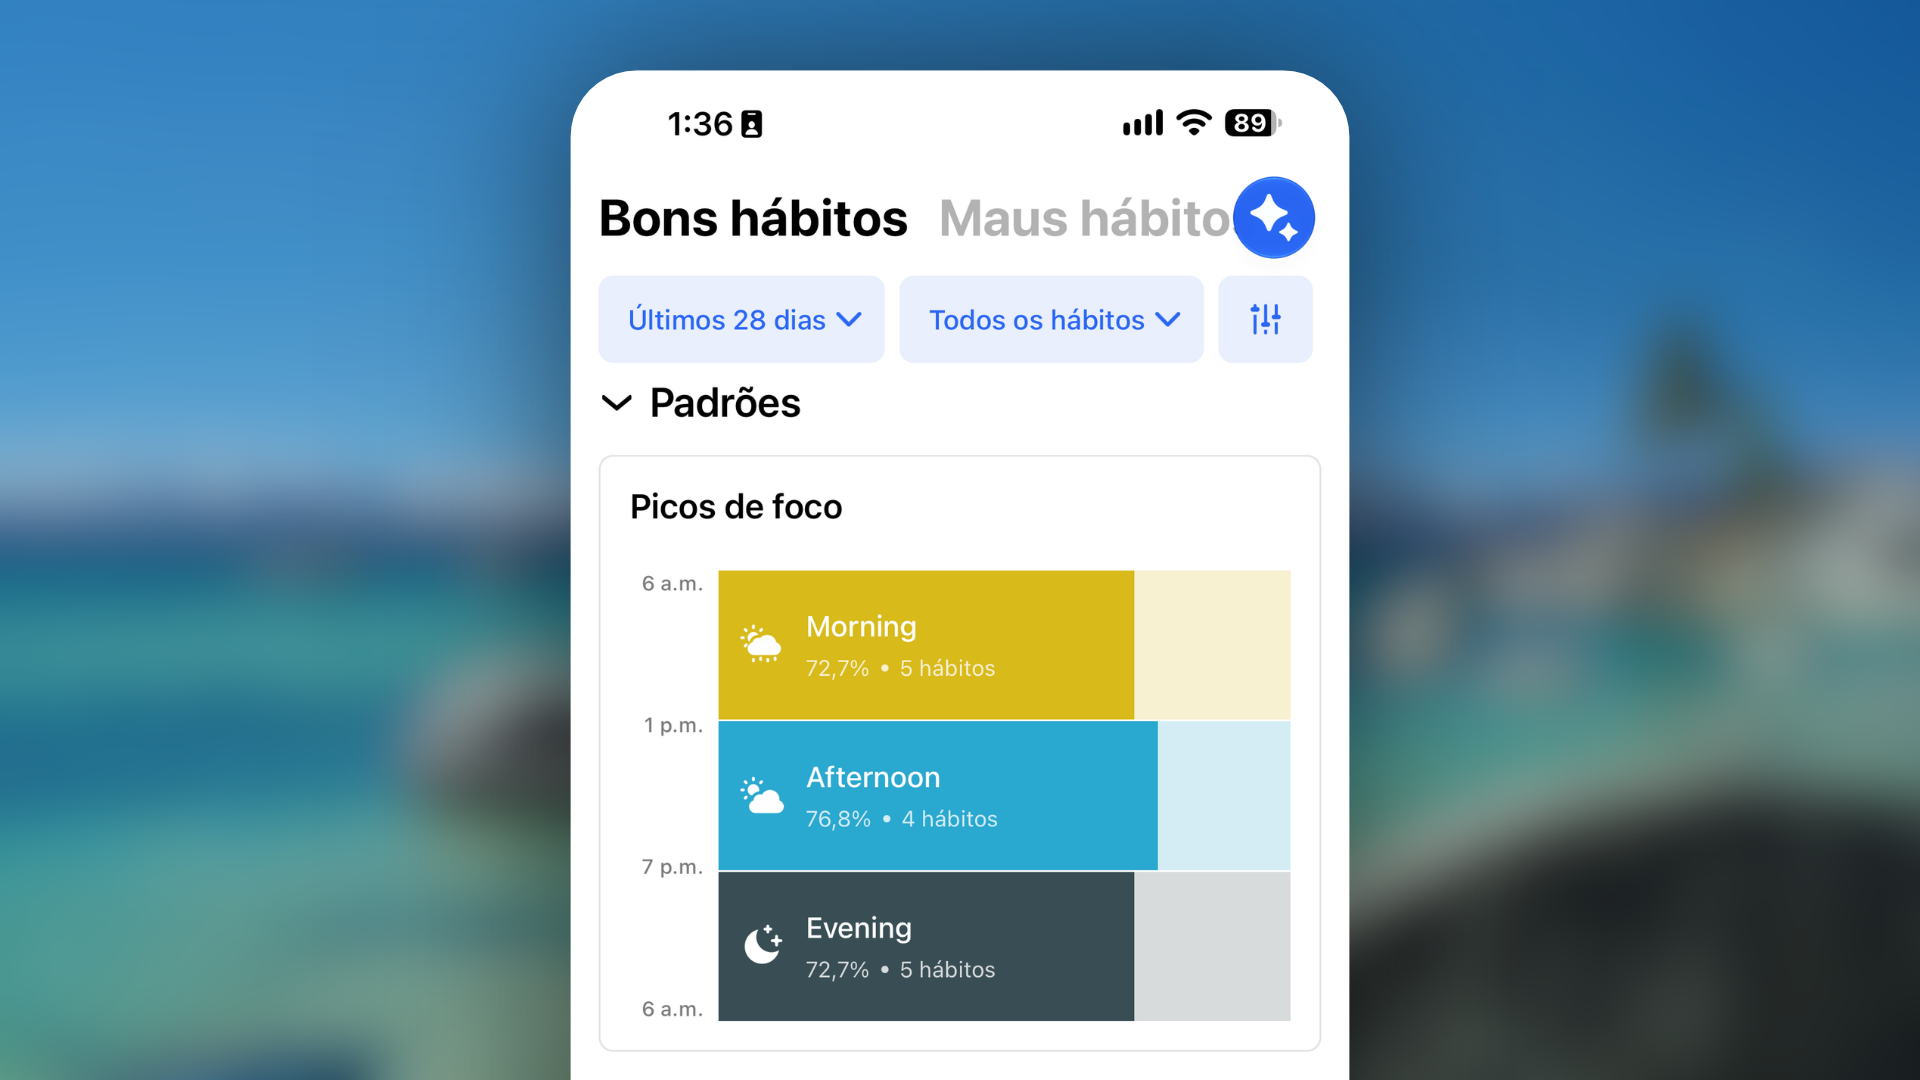 1:36
89
Bons hábitos Maus hábito
Últimos 28 dias
Todos os hábitos
Padrões
Picos de foco
6 a.m.
Morning
72,7% • 5 hábitos
1 p.m.
Afternoon
76,8% • 4 hábitos
7 p.m.
Evening
72,7% • 5 hábitos
6 a.m.